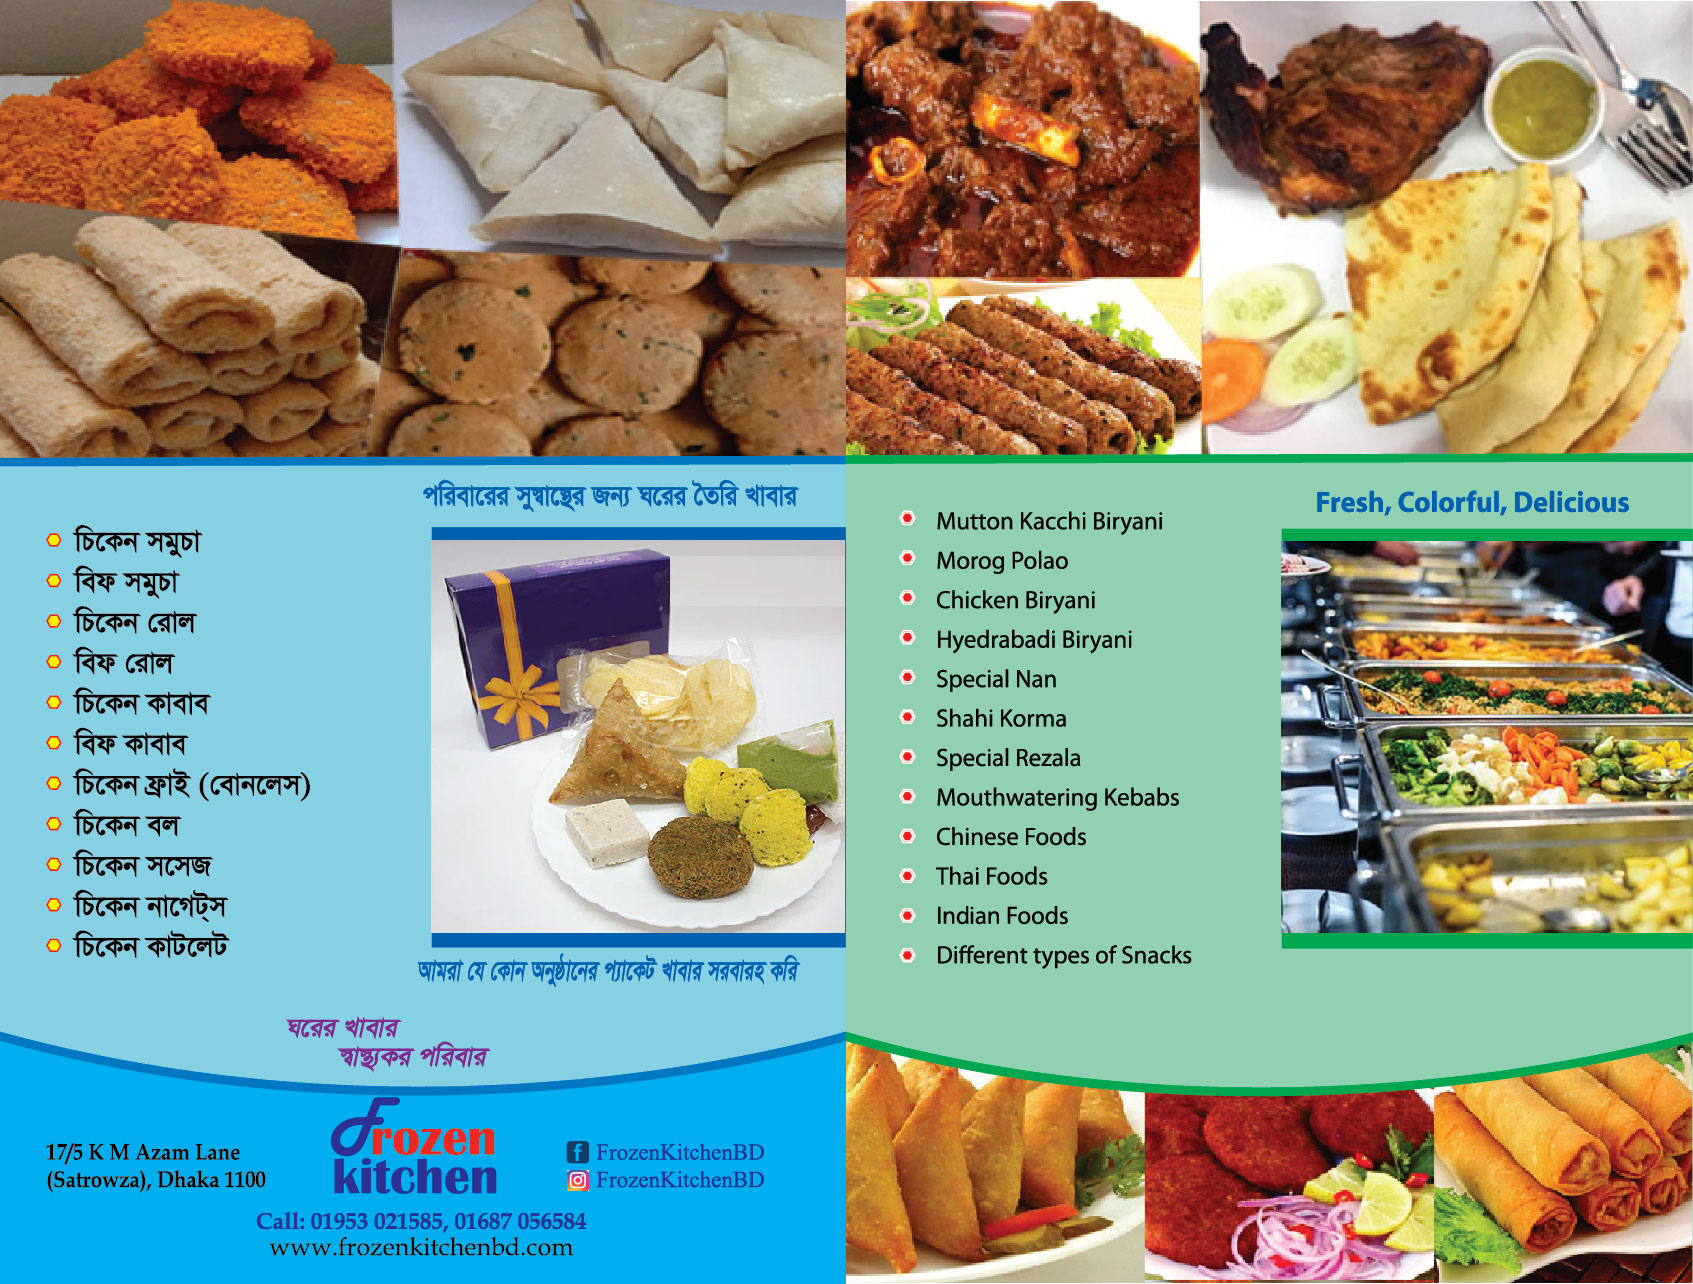 পরিবারের সুস্বাস্থের জন্য ঘরের তৈরি খাবার
চিকেন সমুচা
বিফ সমুচা
চিকেন রোল
বিফ রোল
চিকেন কাবাব
বিফ কাবাব
চিকেন ফ্রাই (বোনলেস)
চিকেন বল
চিকেন সসেজ
চিকেন নাগেট্স
চিকেন কাটলেট
আমরা যে কোন অনুষ্ঠানের প্যাকেট খাবার সরবারহ করি
ঘরের খাবার
স্বাস্থ্যকর পরিবার
Frozen
kitchen
17/5 K M Azam Lane
(Satrowza), Dhaka 1100
FrozenKitchenBD
FrozenKitchenBD
Call: 01953 021585, 01687 056584
www.frozenkitchenbd.com
Fresh, Colorful, Delicious
Mutton Kacchi Biryani
Morog Polao
Chicken Biryani
Hyedrabadi Biryani
Special Nan
Shahi Korma
Special Rezala
Mouthwatering Kebabs
Chinese Foods
Thai Foods
Indian Foods
Different types of Snacks